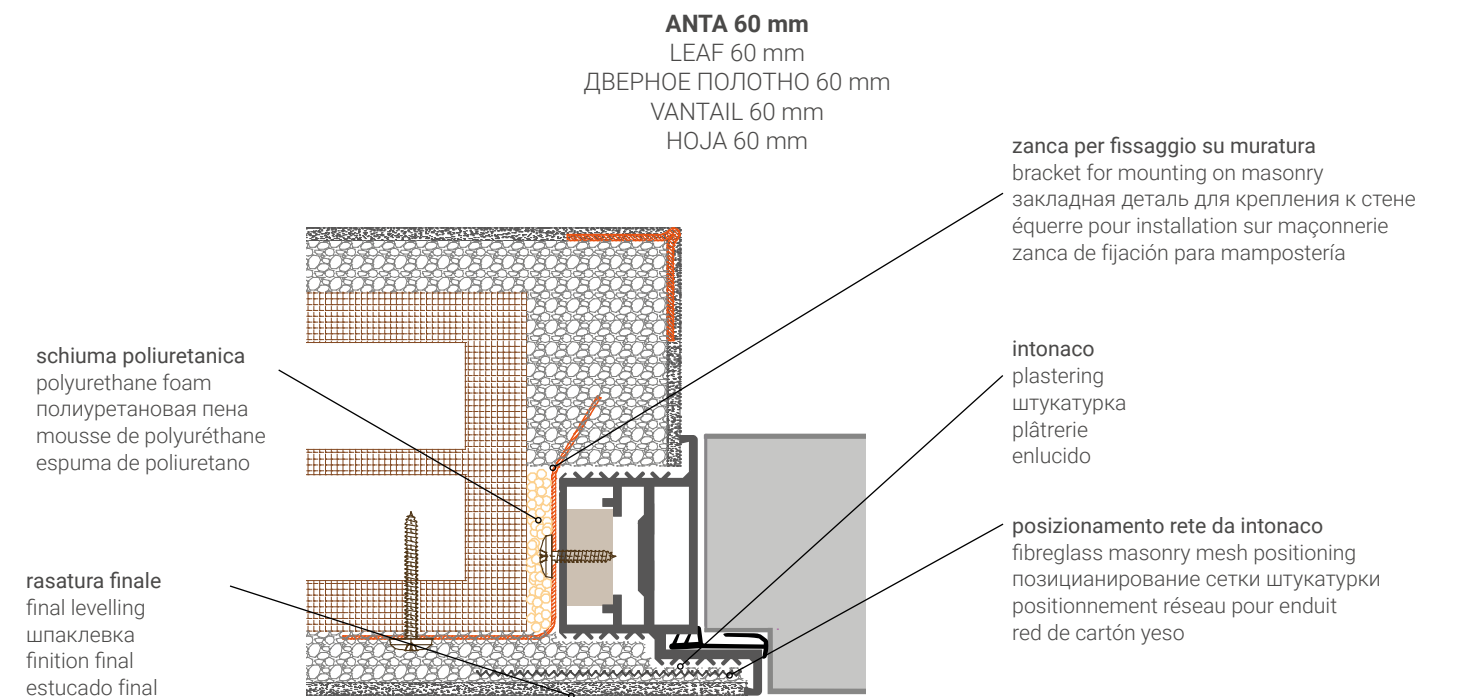 ANTA 60 mm
LEAF 60 mm
ДВЕРНОЕ ПОЛОТНО 60 mm
VANTAIL 60 mm
HOJA 60 mm
zanca per fissaggio su muratura
bracket for mounting on masonry
закладная деталь для крепления к стене
équerre pour installation sur maçonnerie
zanca de fijación para mampostería
schiuma poliuretanica
polyurethane foam
полиуретановая пена
mousse de polyuréthane
espuma de poliuretano
intonaco
plastering
штукатурка
plâtrerie
enlucido
posizionamento rete da intonaco
fibreglass masonry mesh positioning
позицианирование сетки штукатурки
positionnement réseau pour enduit
red de cartón yeso
rasatura finale
final levelling
шпаклевка
finition final
estucado final